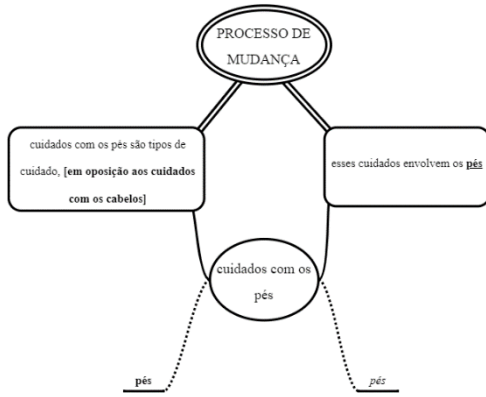 PROCESSO DE
MUDANÇA
cuidados com os pés são tipos de
cuidado, [em oposição aos cuidados
com os cabelos]
esses cuidados envolvem os pés
cuidados com os
pés
pés
pés